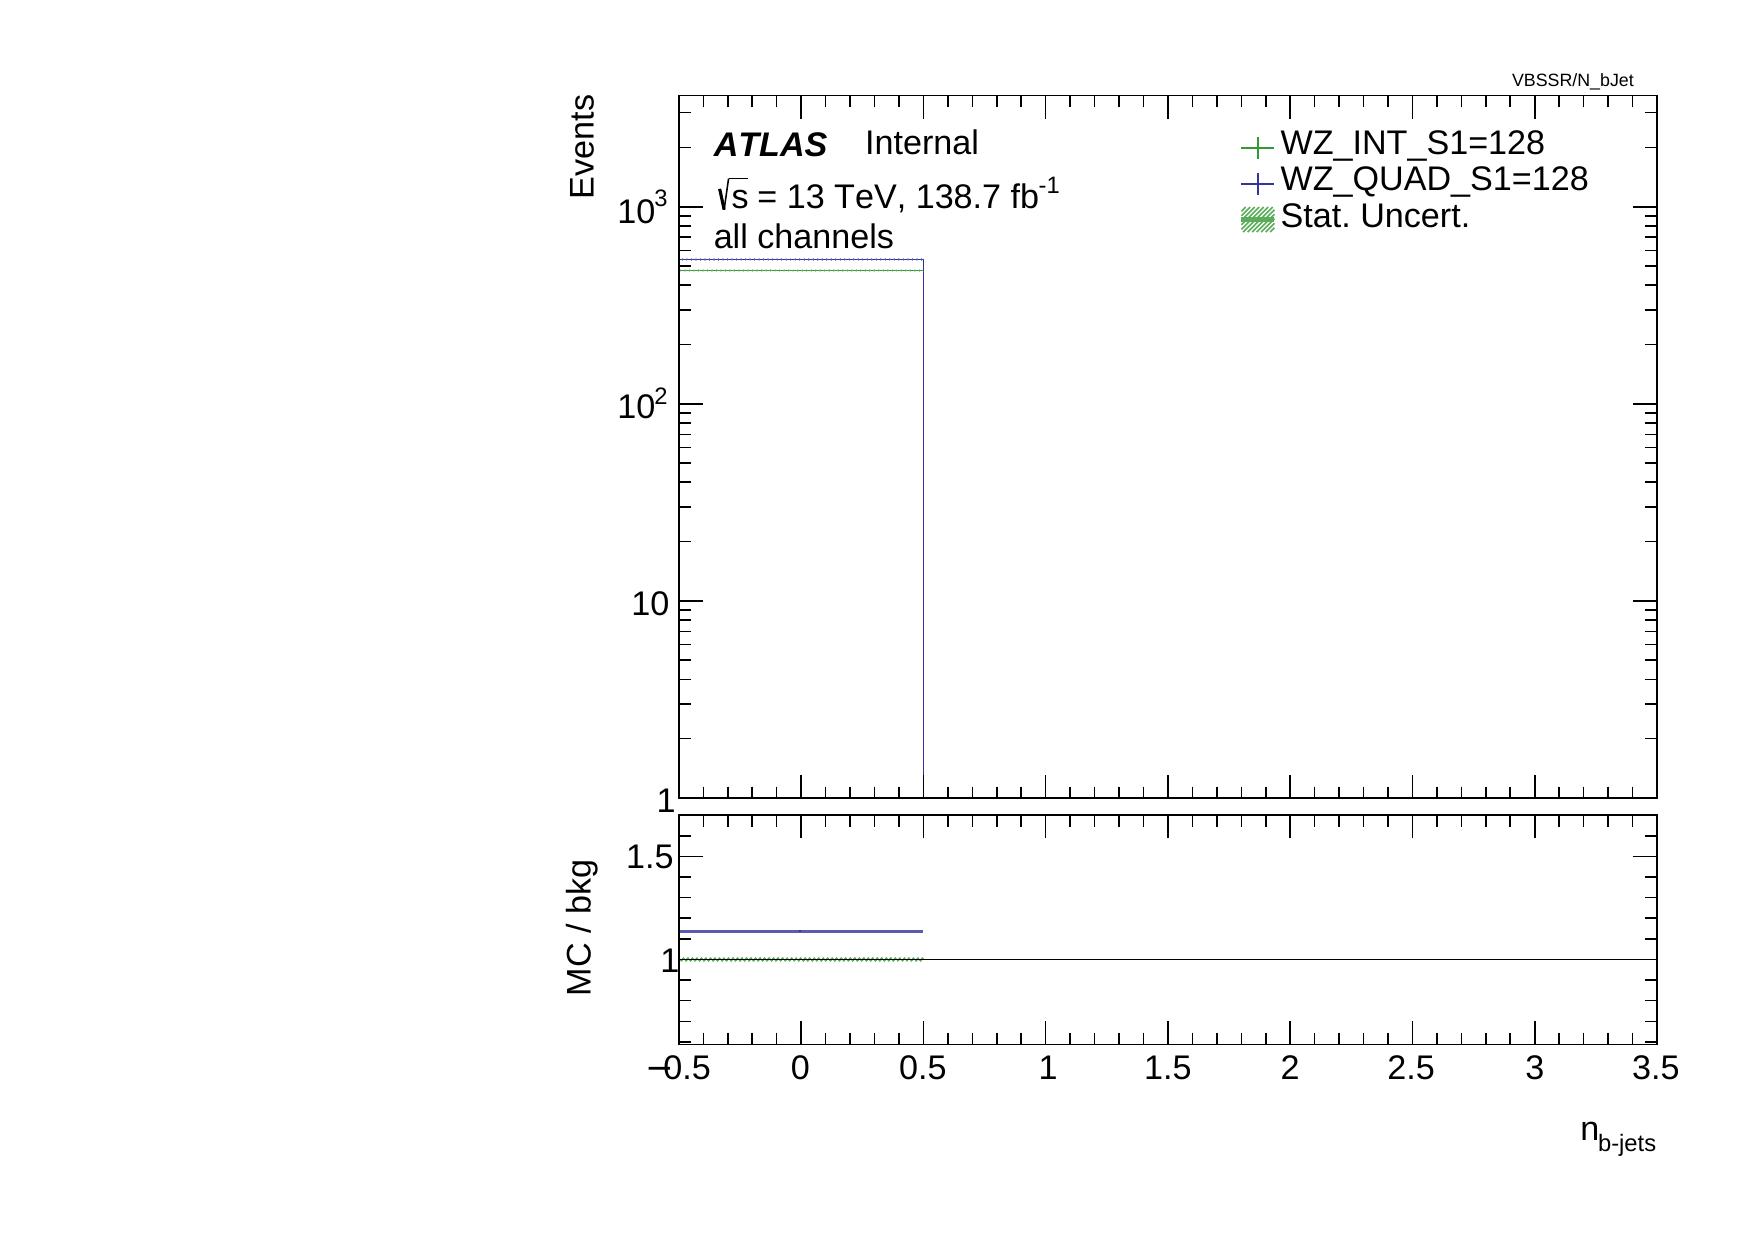 VBSSR/N_bJet
Events
ATLAS Internal
√s = 13 TeV, 138.7 fb-1
all channels
WZ_INT_S1=128
WZ_QUAD_S1=128
Stat. Uncert.
10³
10²
10
1
MC / bkg
1.5
1
−0.5 0 0.5 1 1.5 2 2.5 3 3.5
n b-jets